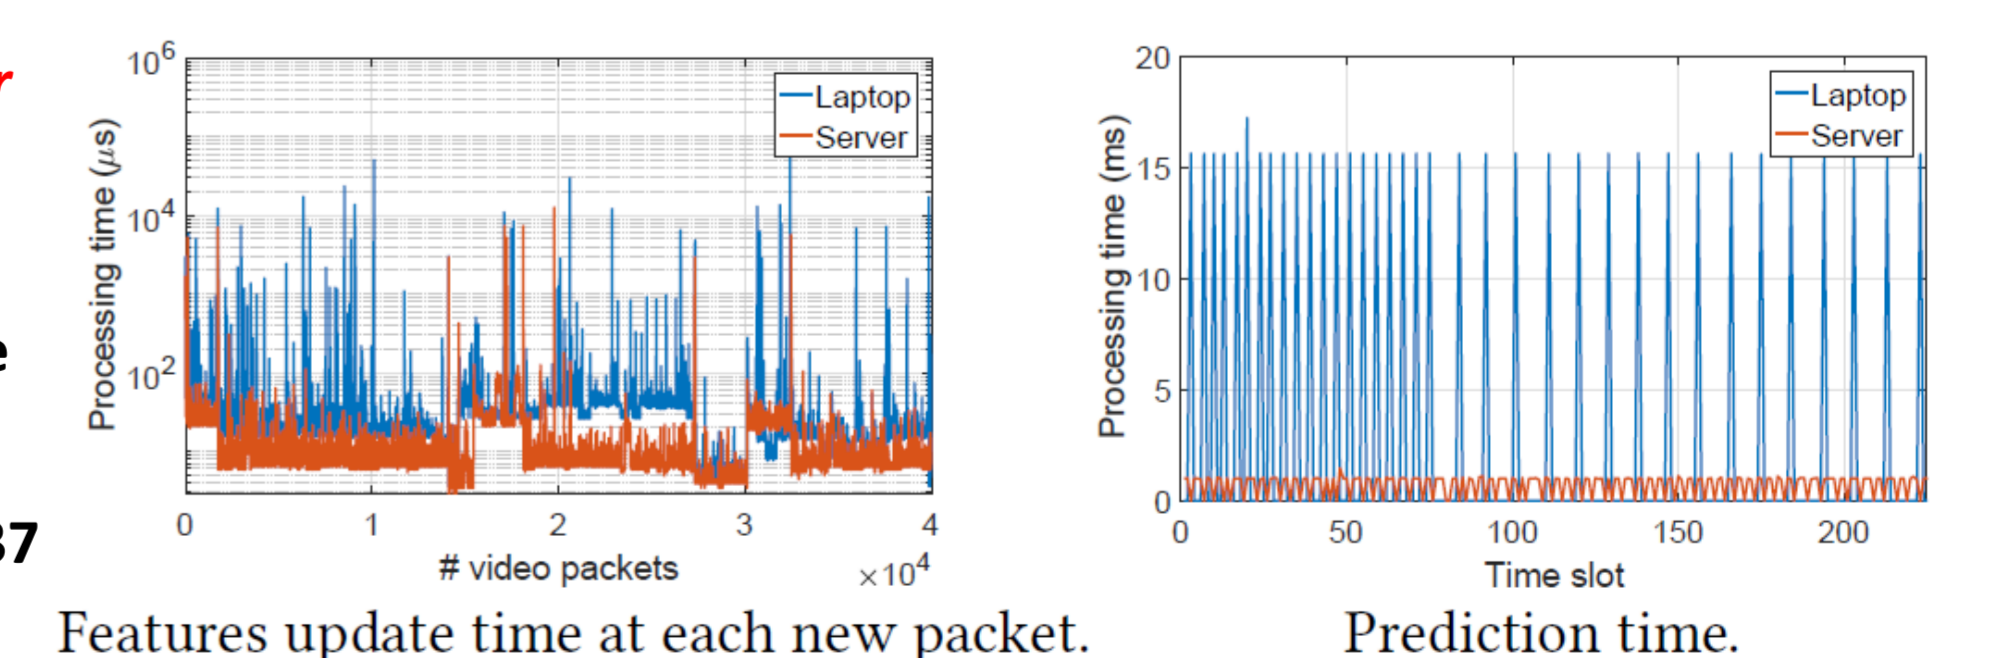 r
e
37
10^6
10^4
10^2
Processing time (μs)
Laptop
Server
0 1 2 3 4
# video packets
×10^4
Features update time at each new packet.
20
15
10
5
0
Processing time (ms)
Laptop
Server
0 50 100 150 200
Time slot
Prediction time.